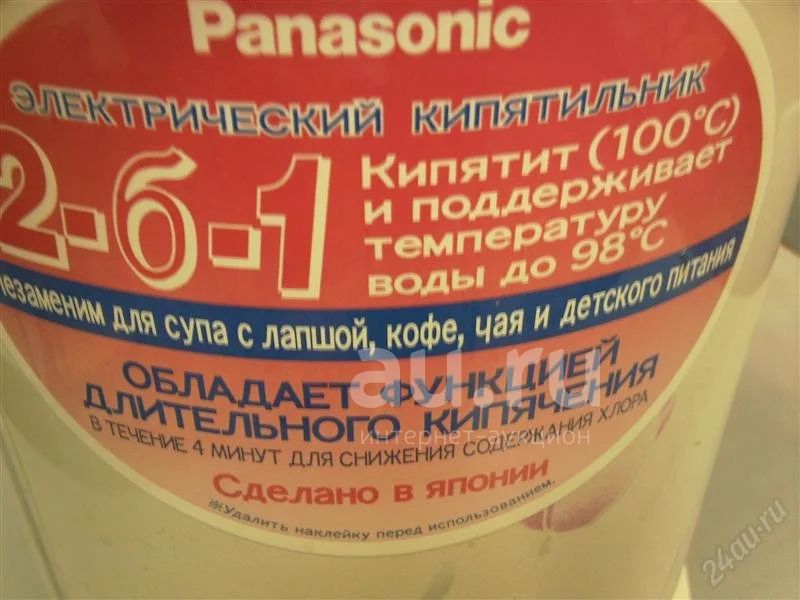 Panasonic
ЭЛЕКТРИЧЕСКИЙ КИПЯТИЛЬНИК
2-б-1
Кипятит (100°C)
и поддерживает
температуру
воды до 98°C
незаменим для супа с лапшой, кофе, чая и детского питания
ОБЛАДАЕТ ФУНКЦИЕЙ
ДЛИТЕЛЬНОГО КИПЯЧЕНИЯ
В ТЕЧЕНИЕ 4 МИНУТ ДЛЯ СНИЖЕНИЯ СОДЕРЖАНИЯ ХЛОРА
Сделано в японии
※Удалить наклейку перед использованием.
au.ru
интернет-аукцион
24au.ru